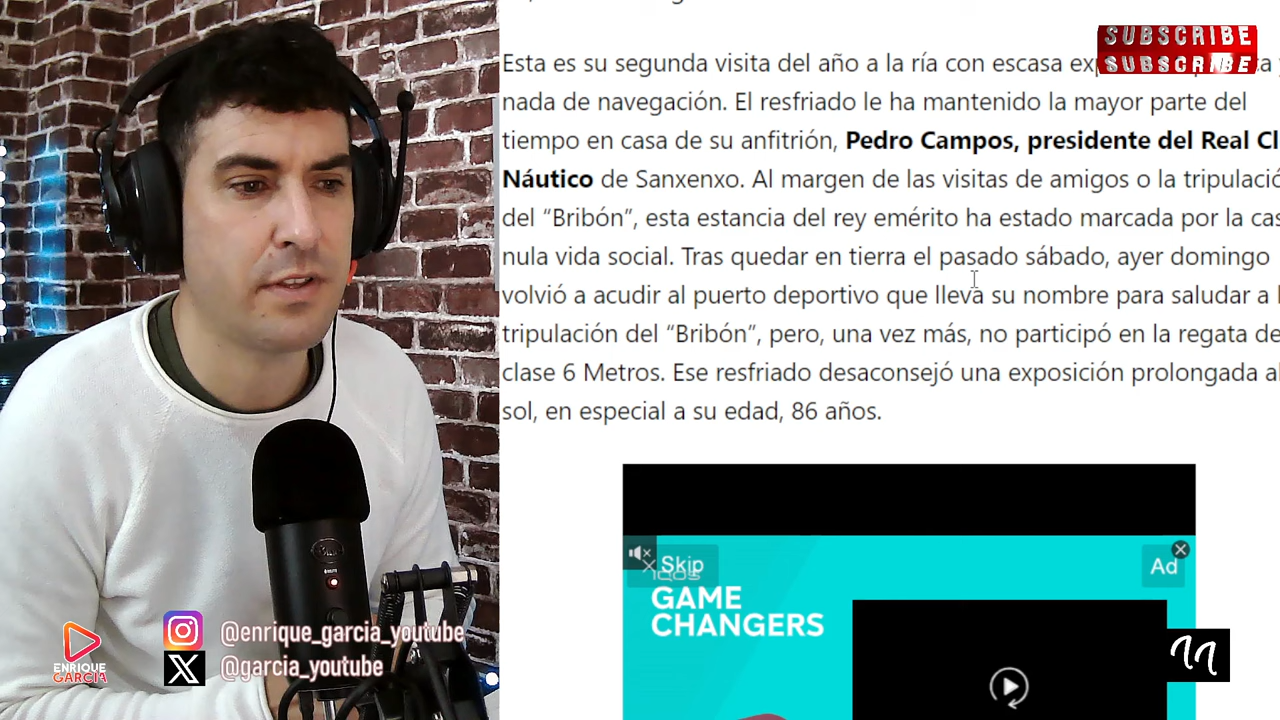 SUBSCRIBE
SUBSCRIBE
Esta es su segunda visita del año a la ría con escasa
nada de navegación. El resfriado le ha mantenido la mayor parte del
tiempo en casa de su anfitrión, Pedro Campos, presidente del Real
Náutico de Sanxenxo. Al margen de las visitas de amigos o la
del “Bribón”, esta estancia del rey emérito ha estado marcada por la
nula vida social. Tras quedar en tierra el pasado sábado, ayer domingo
volvió a acudir al puerto deportivo que lleva su nombre para saludar a
tripulación del “Bribón”, pero, una vez más, no participó en la regata
clase 6 Metros. Ese resfriado desaconsejó una exposición prolongada
sol, en especial a su edad, 86 años.
Skip
Ad
IQOS
GAME
CHANGERS
@enrique_garcia_youtube
@garcia_youtube
ENRIQUE
GARCIA